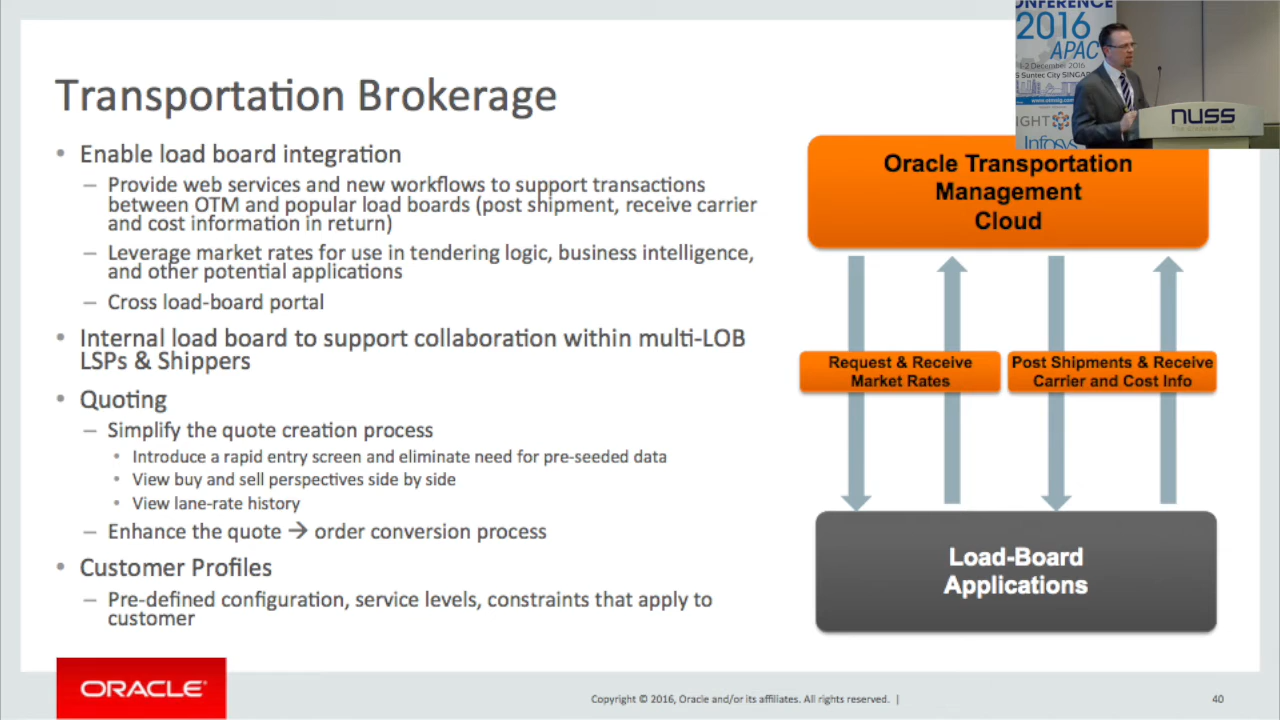 Transportation Brokerage
• Enable load board integration
– Provide web services and new workflows to support transactions
between OTM and popular load boards (post shipment, receive carrier
and cost information in return)
– Leverage market rates for use in tendering logic, business intelligence,
and other potential applications
– Cross load-board portal
• Internal load board to support collaboration within multi-LOB
LSPs & Shippers
• Quoting
– Simplify the quote creation process
• Introduce a rapid entry screen and eliminate need for pre-seeded data
• View buy and sell perspectives side by side
• View lane-rate history
– Enhance the quote → order conversion process
• Customer Profiles
– Pre-defined configuration, service levels, constraints that apply to
customer
ONFERENCE
2016
APAC
1-2 December 2016
S Suntec City SINGAP
IGHT
Infosys
nuss
Oracle Transportation
Management
Cloud
Request & Receive
Market Rates
Post Shipments & Receive
Carrier and Cost Info
Load-Board
Applications
ORACLE
Copyright © 2016, Oracle and/or its affiliates. All rights reserved. |
40